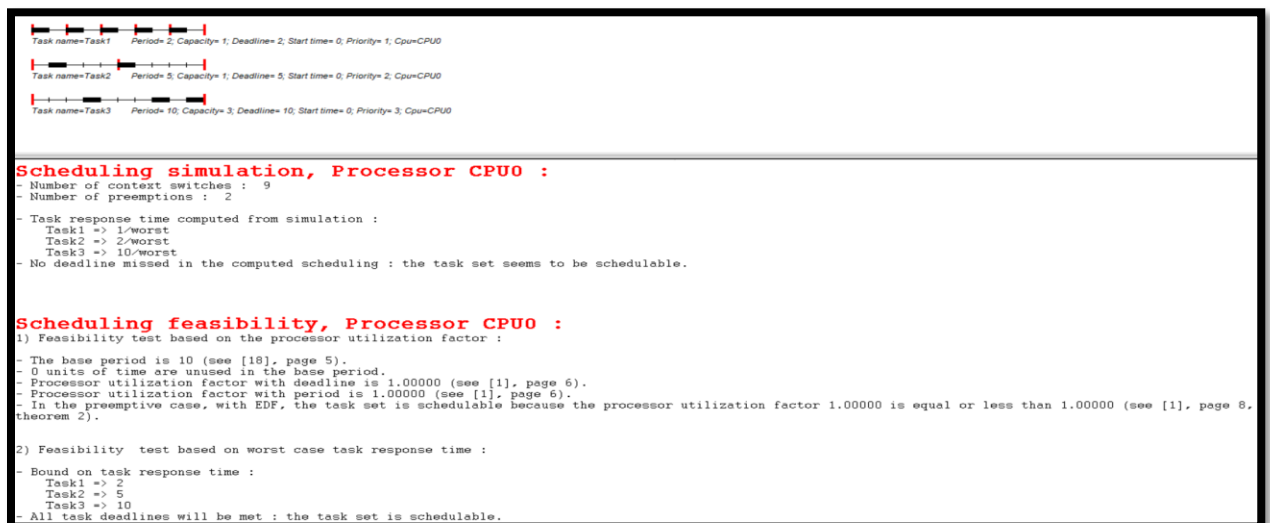 Task name=Task1 Period= 2; Capacity= 1; Deadline= 2; Start time= 0; Priority= 1; Cpu=CPU0
Task name=Task2 Period= 5; Capacity= 1; Deadline= 5; Start time= 0; Priority= 2; Cpu=CPU0
Task name=Task3 Period= 10; Capacity= 3; Deadline= 10; Start time= 0; Priority= 3; Cpu=CPU0
Scheduling simulation, Processor CPU0 :
- Number of context switches : 9
- Number of preemptions : 2
- Task response time computed from simulation :
Task1 => 1/worst
Task2 => 2/worst
Task3 => 10/worst
- No deadline missed in the computed scheduling : the task set seems to be schedulable.
Scheduling feasibility, Processor CPU0 :
1) Feasibility test based on the processor utilization factor :
- The base period is 10 (see [18], page 5).
- 0 units of time are unused in the base period.
- Processor utilization factor with deadline is 1.00000 (see [1], page 6).
- Processor utilization factor with period is 1.00000 (see [1], page 6).
- In the preemptive case, with EDF, the task set is schedulable because the processor utilization factor 1.00000 is equal or less than 1.00000 (see [1], page 8,
theorem 2).
2) Feasibility test based on worst case task response time :
- Bound on task response time :
Task1 => 2
Task2 => 5
Task3 => 10
- All task deadlines will be met : the task set is schedulable.